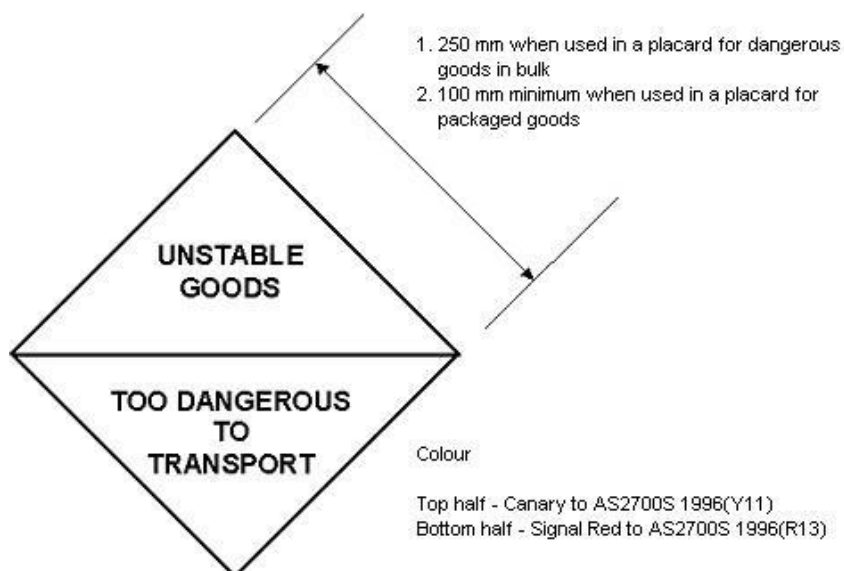 1. 250 mm when used in a placard for dangerous
goods in bulk
2. 100 mm minimum when used in a placard for
packaged goods
UNSTABLE
GOODS
TOO DANGEROUS
TO
TRANSPORT
Colour
Top half - Canary to AS2700S 1996(Y11)
Bottom half - Signal Red to AS2700S 1996(R13)